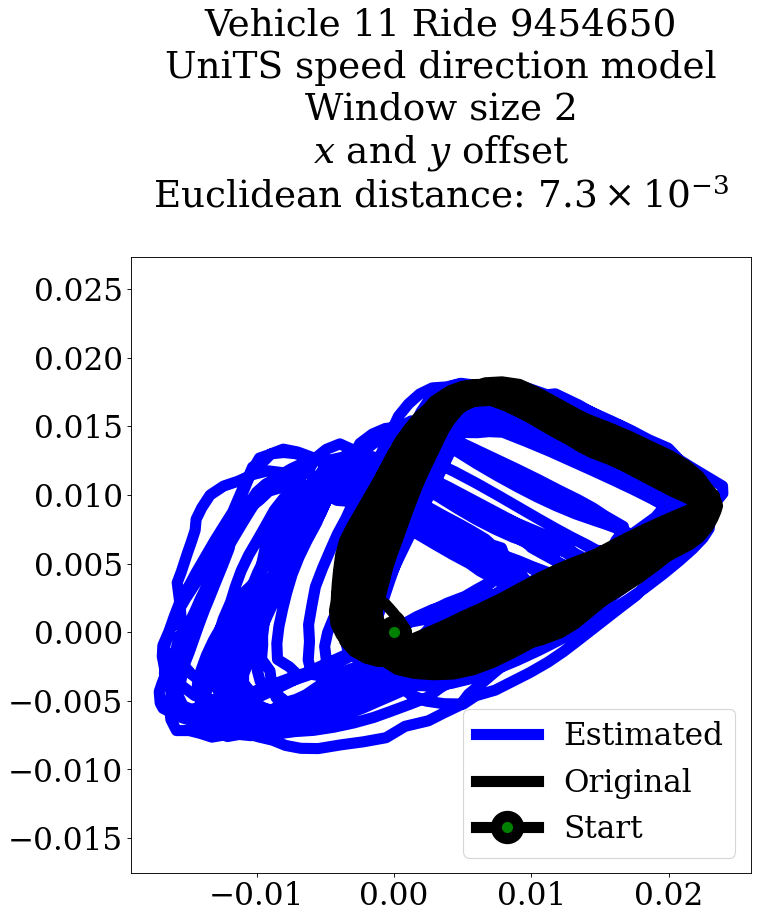 Vehicle 11 Ride 9454650
UniTS speed direction model
Window size 2
x and y offset
Euclidean distance: 7.3 × 10⁻³
0.025
0.020
0.015
0.010
0.005
0.000
−0.005
−0.010
−0.015
Estimated
Original
Start
−0.01 0.00 0.01 0.02